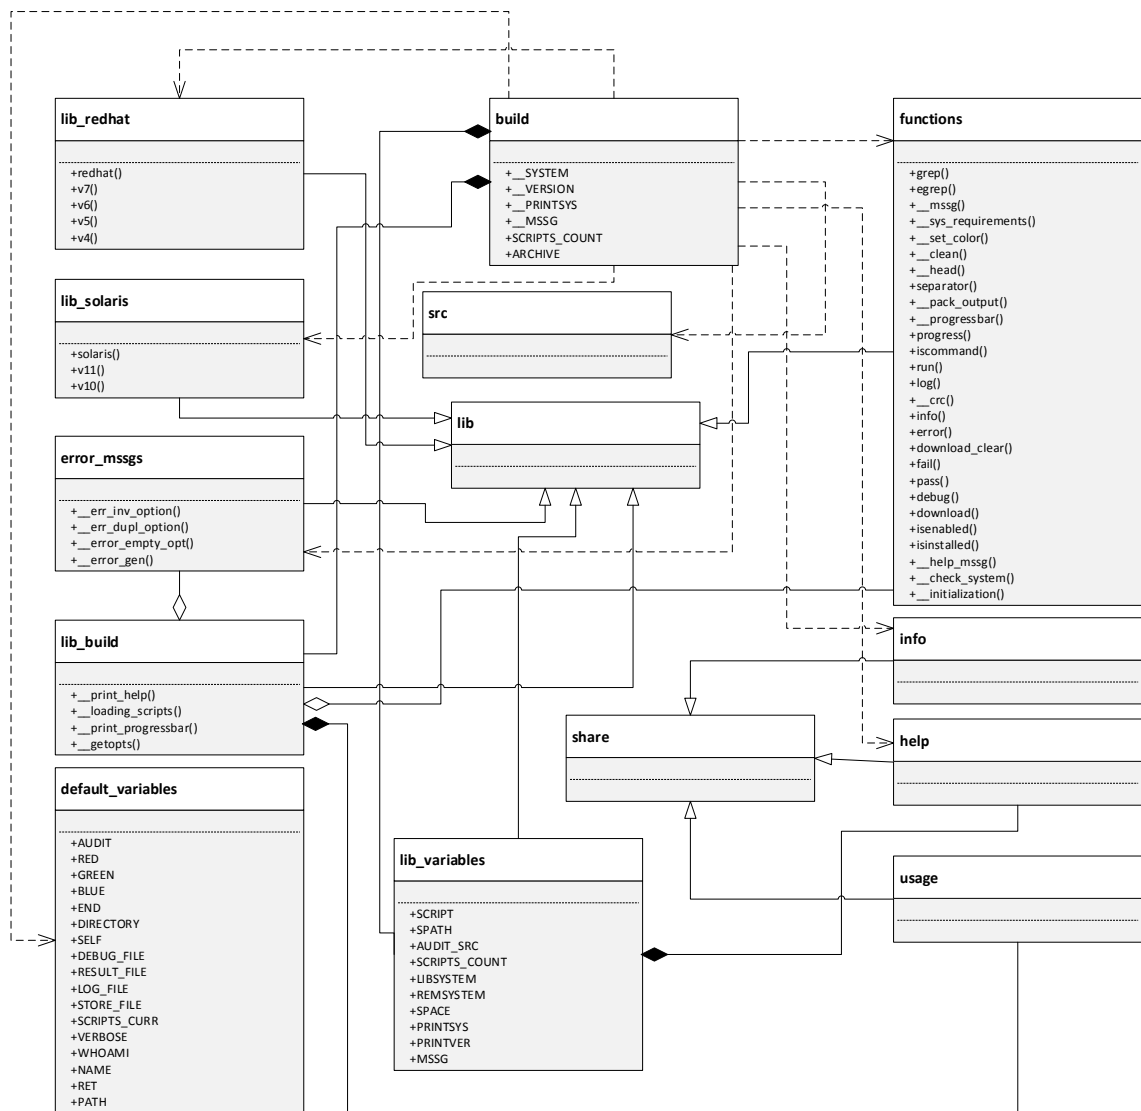 lib_redhat
+redhat()
+v7()
+v6()
+v5()
+v4()
build
+__SYSTEM
+__VERSION
+__PRINTSYS
+__MSSG
+SCRIPTS_COUNT
+ARCHIVE
functions
+grep()
+egrep()
+__mssg()
+__sys_requirements()
+__set_color()
+__clean()
+__head()
+separator()
+__pack_output()
+__progressbar()
+progress()
+iscommand()
+run()
+log()
+__crc()
+info()
+error()
+download_clear()
+fail()
+pass()
+debug()
+download()
+isenabled()
+isinstalled()
+__help_mssg()
+__check_system()
+__initialization()
lib_solaris
+solaris()
+v11()
+v10()
src
lib
error_mssgs
+__err_inv_option()
+__err_dupl_option()
+__error_empty_opt()
+__error_gen()
lib_build
+__print_help()
+__loading_scripts()
+__print_progressbar()
+__getopts()
info
share
help
default_variables
+AUDIT
+RED
+GREEN
+BLUE
+END
+DIRECTORY
+SELF
+DEBUG_FILE
+RESULT_FILE
+LOG_FILE
+STORE_FILE
+SCRIPTS_CURR
+VERBOSE
+WHOAMI
+NAME
+RET
+PATH
lib_variables
+SCRIPT
+SPATH
+AUDIT_SRC
+SCRIPTS_COUNT
+LIBSYSTEM
+REMSYSTEM
+SPACE
+PRINTSYS
+PRINTVER
+MSSG
usage